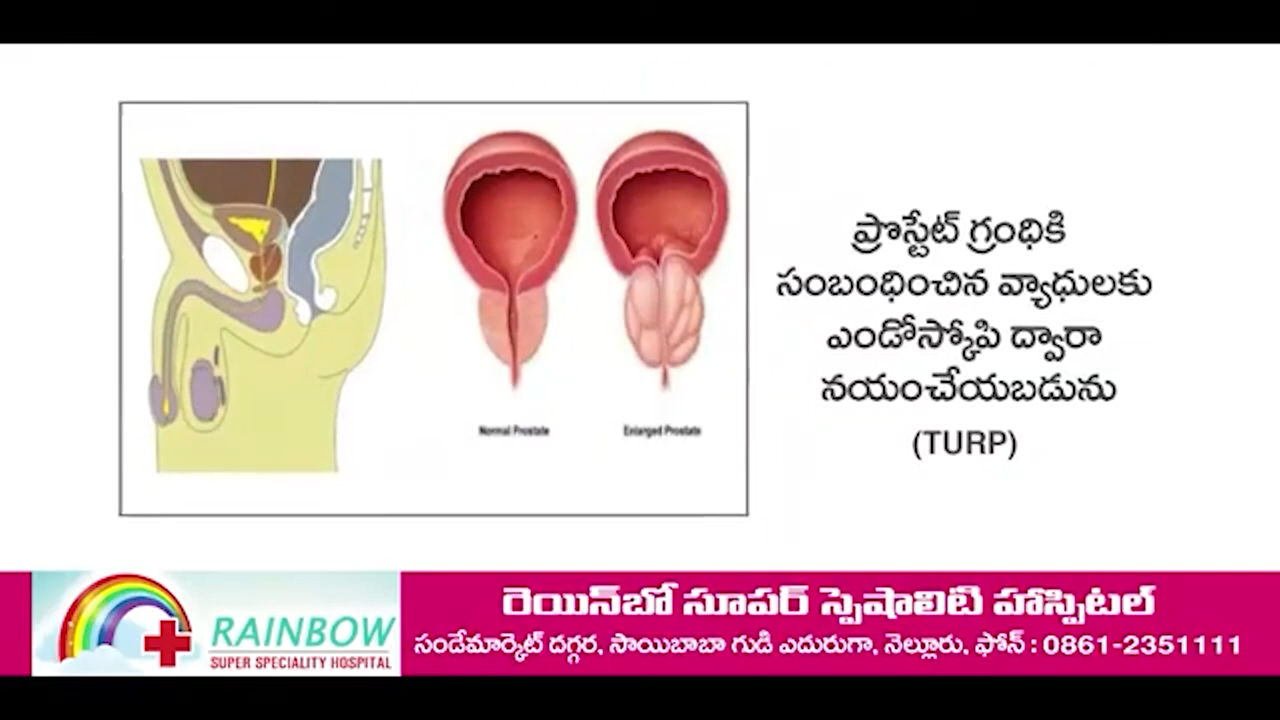 ప్రొస్టేట్ గ్రంధికి
సంబంధించిన వ్యాధులకు
ఎండోస్కోపి ద్వారా
నయంచేయబడును
(TURP)
Normal Prostate
Enlarged Prostate
RAINBOW
SUPER SPECIALITY HOSPITAL
రెయిన్‌బో సూపర్ స్పెషాలిటి హాస్పిటల్
సండేమార్కెట్ దగ్గర, సాయిబాబా గుడి ఎదురుగా, నెల్లూరు, ఫోన్ : 0861-2351111